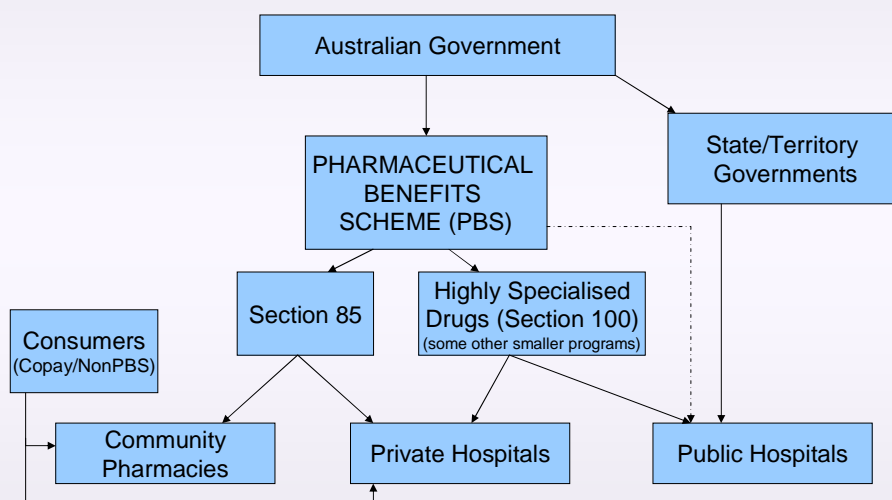 Australian Government
State/Territory
Governments
PHARMACEUTICAL
BENEFITS
SCHEME (PBS)
Section 85
Highly Specialised
Drugs (Section 100)
(some other smaller programs)
Consumers
(Copay/NonPBS)
Community
Pharmacies
Private Hospitals
Public Hospitals